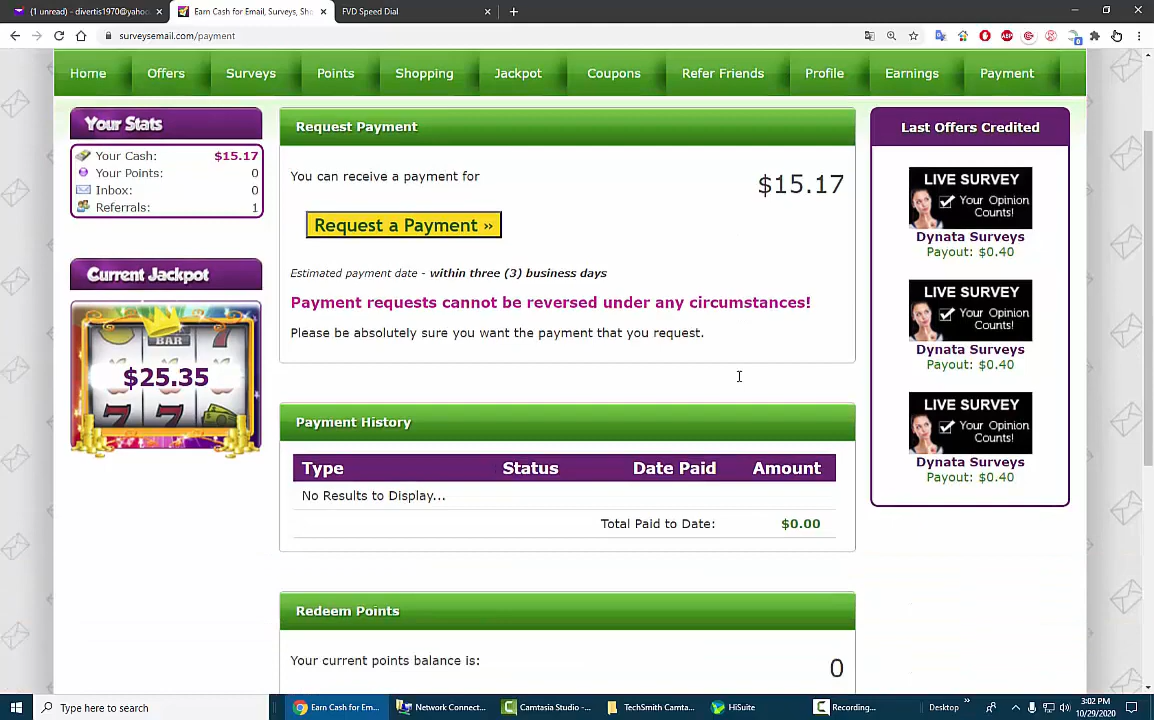 (1 unread) - divertis1970@yahoo
Earn Cash for Email, Surveys, Sho
FVD Speed Dial
surveysemail.com/payment
Home
Offers
Surveys
Points
Shopping
Jackpot
Coupons
Refer Friends
Profile
Earnings
Payment
Your Stats
Your Cash: $15.17
Your Points: 0
Inbox: 0
Referrals: 1
Current Jackpot
BAR
7
$25.35
7 7
Request Payment
You can receive a payment for
$15.17
Request a Payment »
Estimated payment date - within three (3) business days
Payment requests cannot be reversed under any circumstances!
Please be absolutely sure you want the payment that you request.
Payment History
Type Status Date Paid Amount
No Results to Display...
Total Paid to Date: $0.00
Redeem Points
Your current points balance is:
0
Last Offers Credited
LIVE SURVEY
Your Opinion
Counts!
Dynata Surveys
Payout: $0.40
LIVE SURVEY
Your Opinion
Counts!
Dynata Surveys
Payout: $0.40
LIVE SURVEY
Your Opinion
Counts!
Dynata Surveys
Payout: $0.40
Type here to search
Earn Cash for Em...
Network Connect...
Camtasia Studio -...
TechSmith Camta...
HiSuite
Recording...
Desktop
3:02 PM
10/29/2020